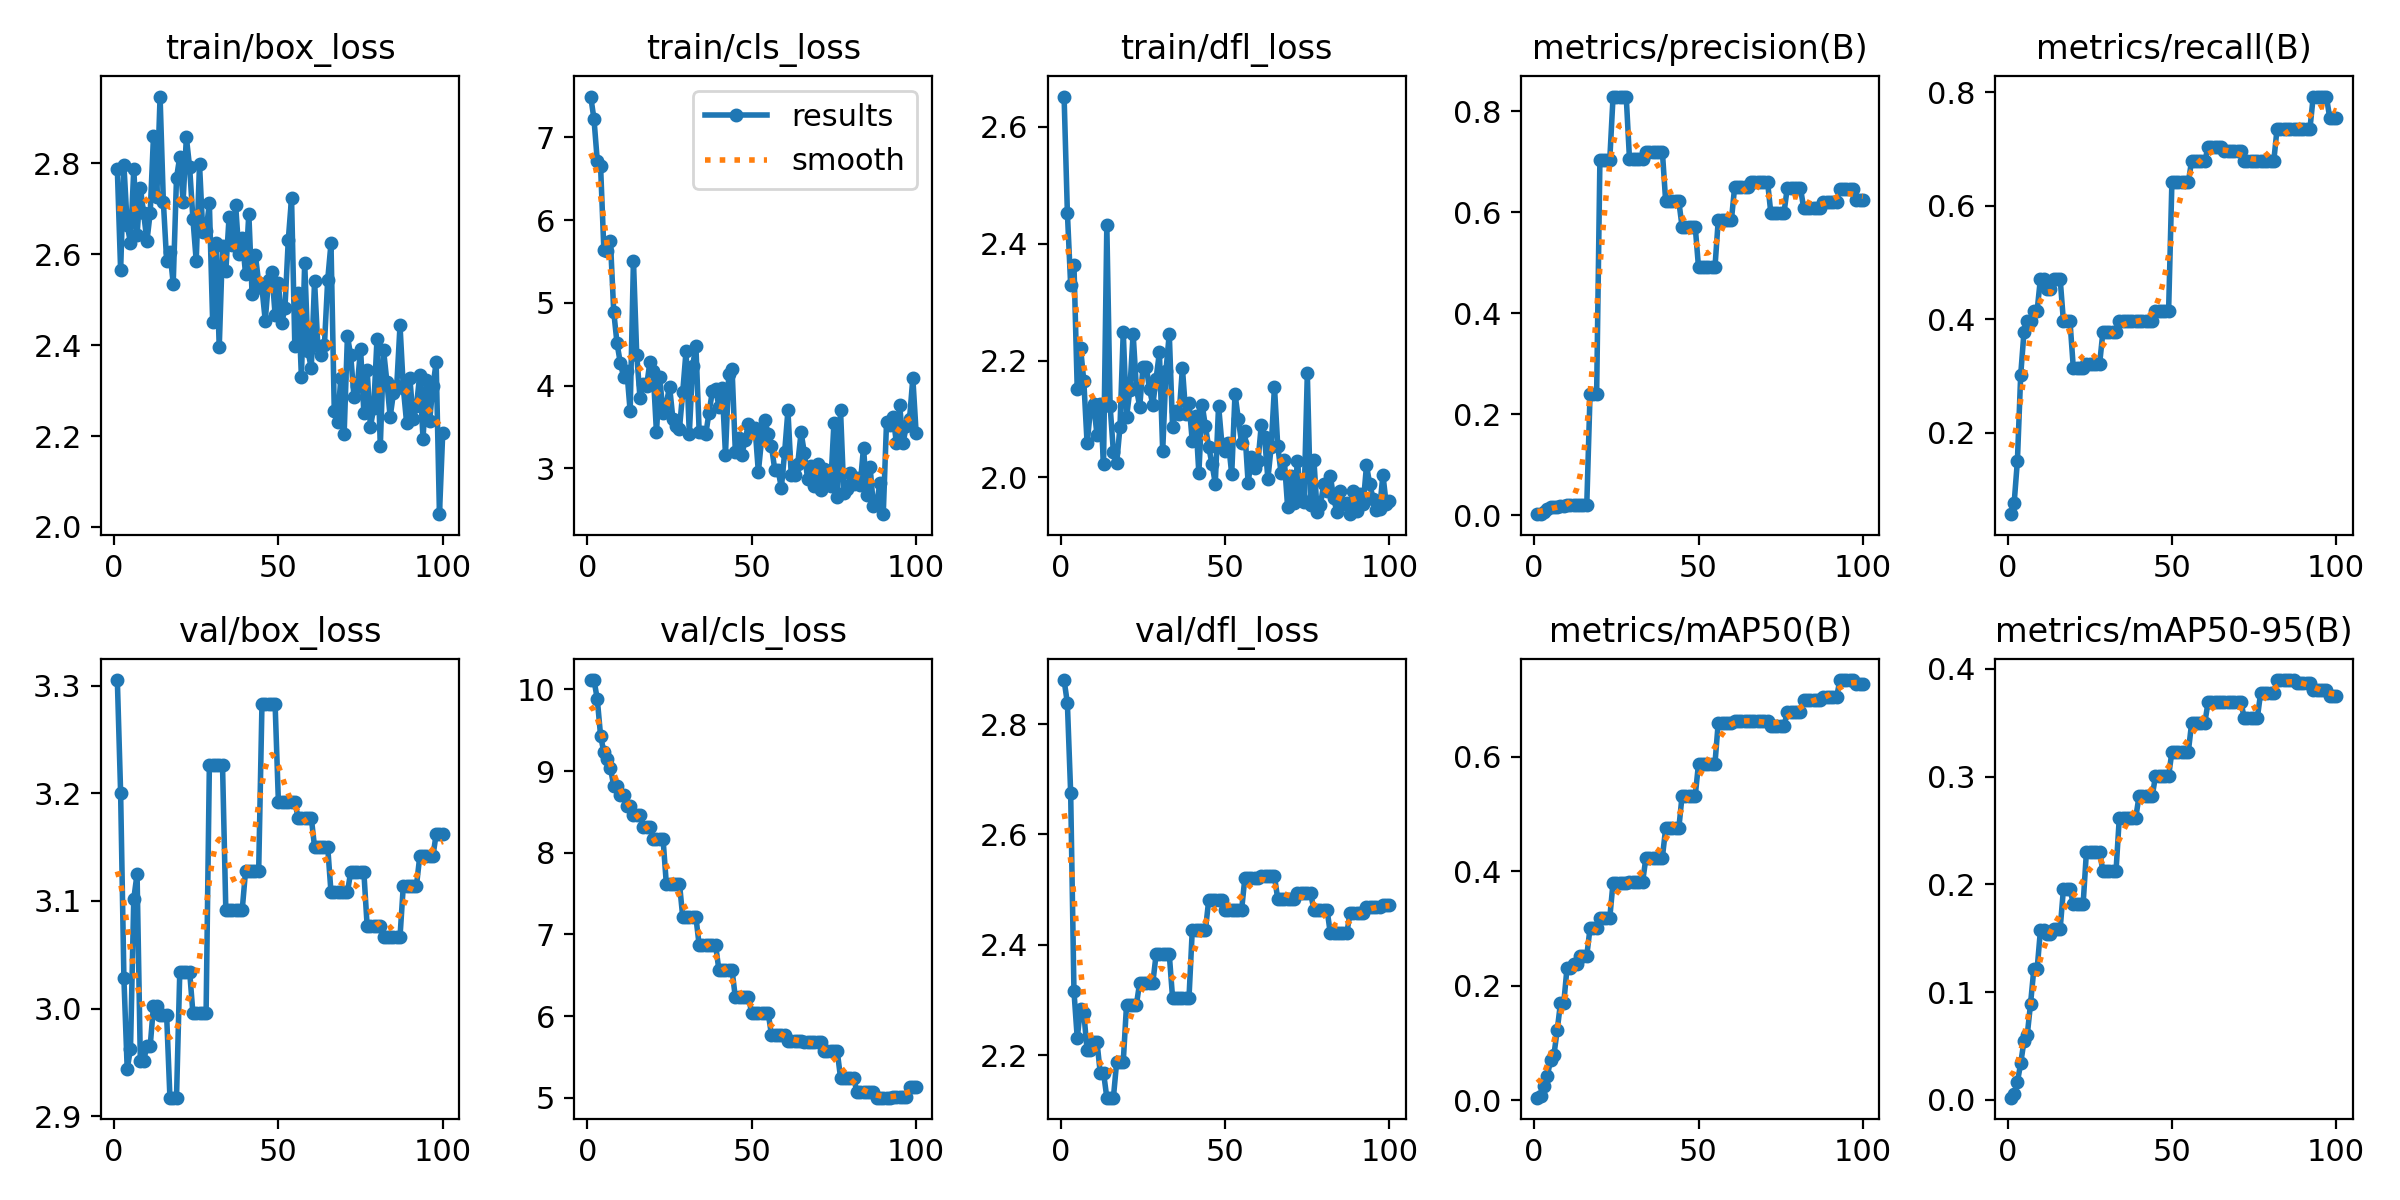 train/box_loss
train/cls_loss
train/dfl_loss
metrics/precision(B)
metrics/recall(B)
2.8
2.6
2.4
2.2
2.0
0 50 100
7
6
5
4
3
0 50 100
results
smooth
2.6
2.4
2.2
2.0
0 50 100
0.8
0.6
0.4
0.2
0.0
0 50 100
0.8
0.6
0.4
0.2
0 50 100
val/box_loss
val/cls_loss
val/dfl_loss
metrics/mAP50(B)
metrics/mAP50-95(B)
3.3
3.2
3.1
3.0
2.9
0 50 100
10
9
8
7
6
5
0 50 100
2.8
2.6
2.4
2.2
0 50 100
0.6
0.4
0.2
0.0
0 50 100
0.4
0.3
0.2
0.1
0.0
0 50 100